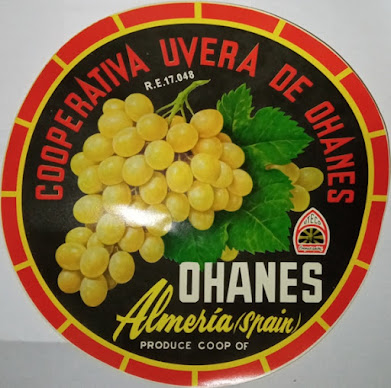 COOPERATIVA UVERA DE OHANES
R.E.17.048
OHANES
Almería (Spain)
PRODUCE COOP OF